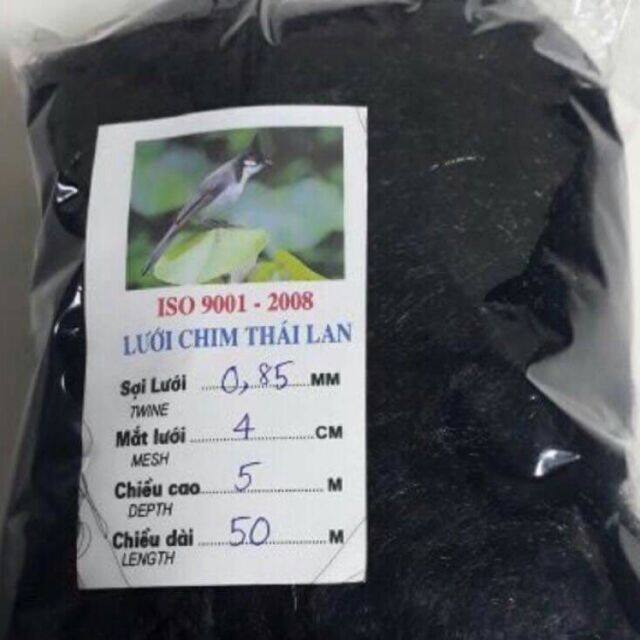 ISO 9001 - 2008
LƯỚI CHIM THÁI LAN
Sợi Lưới ......0,85...MM
TWINE
Mắt lưới ......4............CM
MESH
Chiều cao......5............M
DEPTH
Chiều dài......50............M
LENGTH